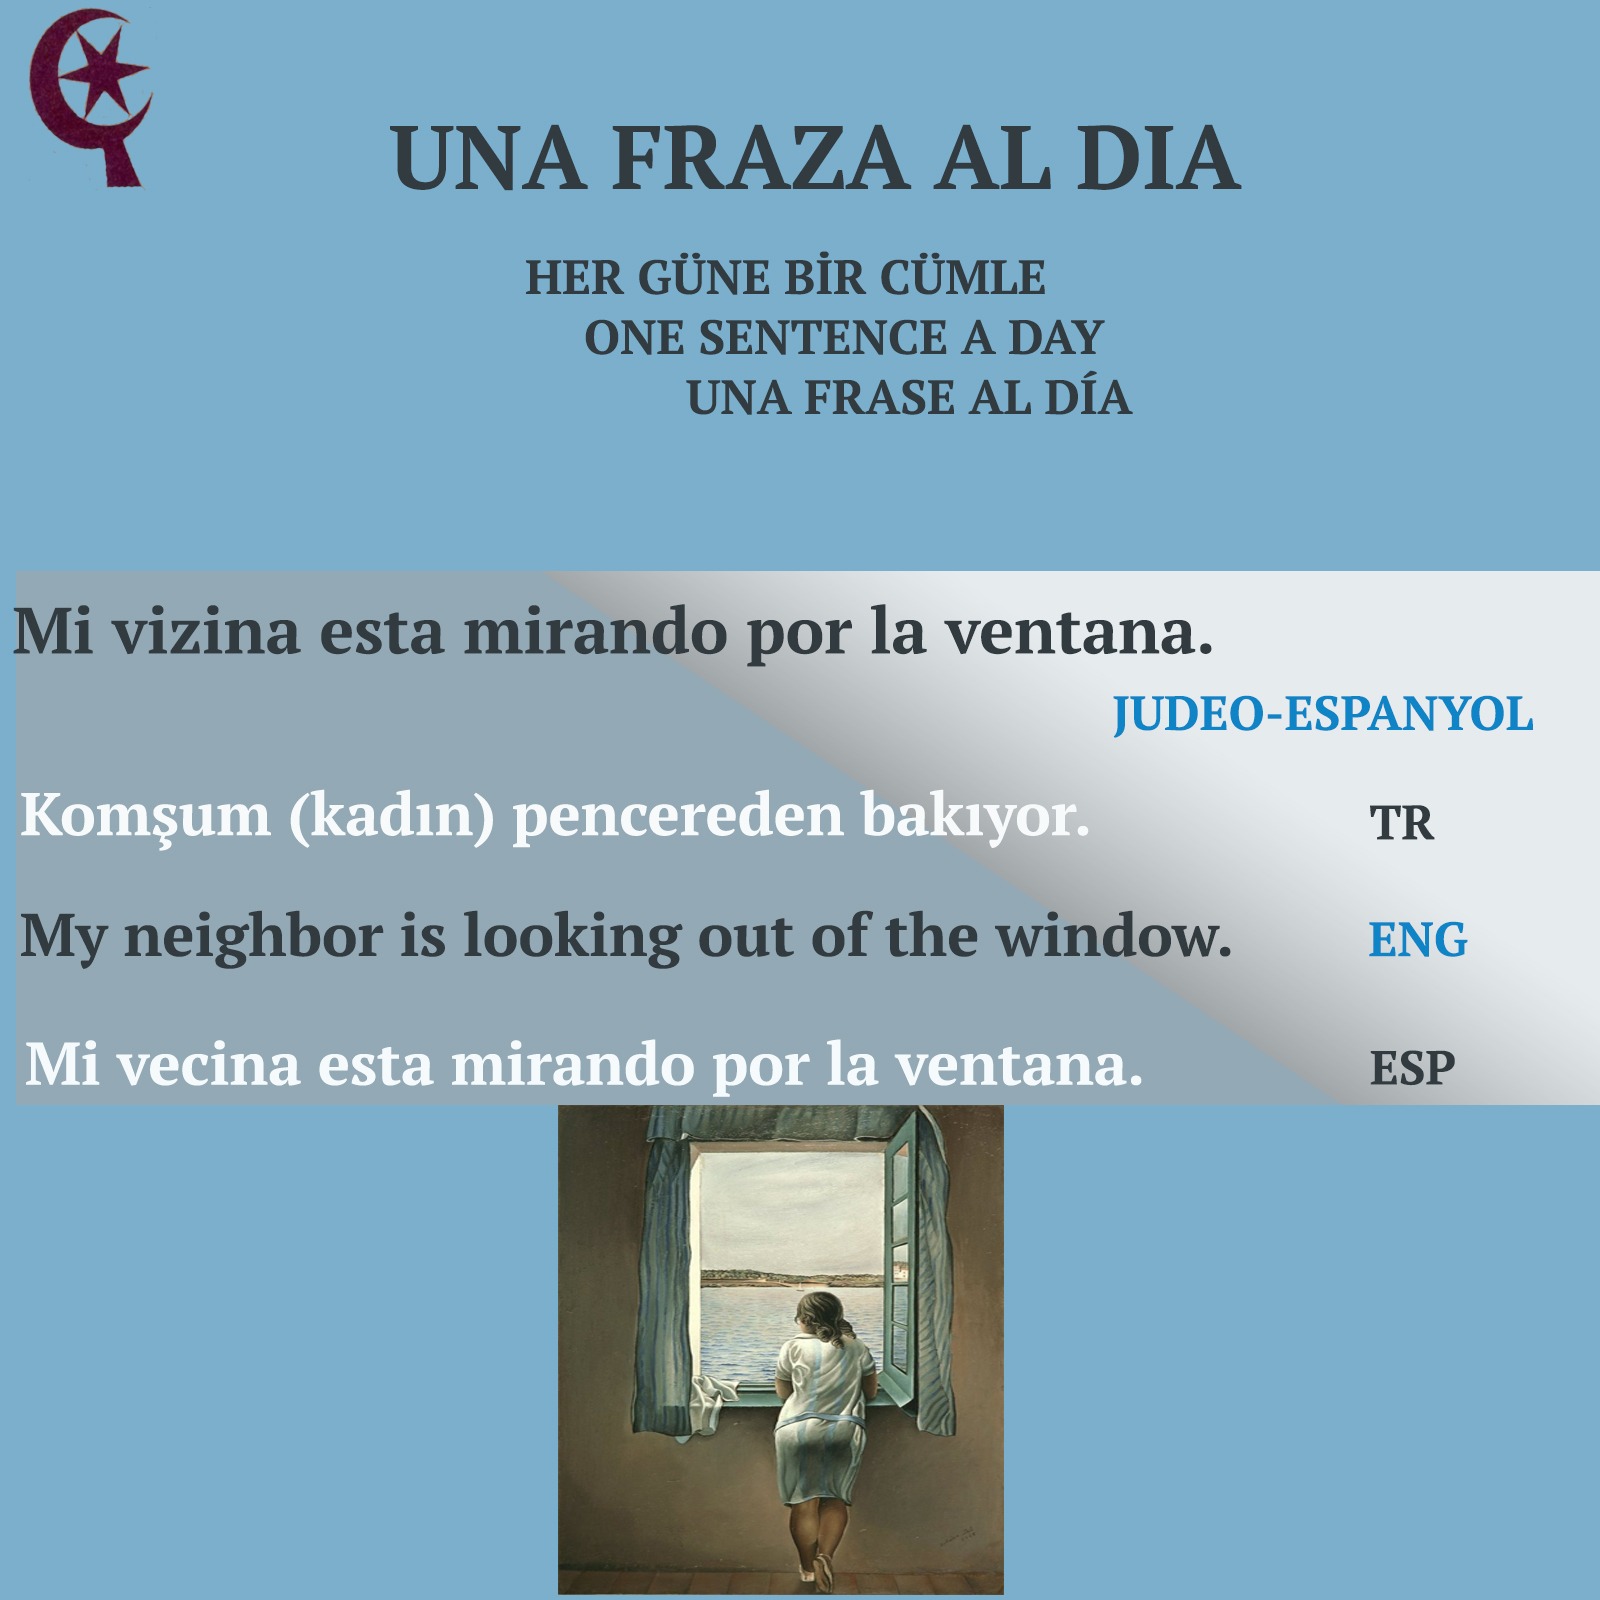 UNA FRAZA AL DIA
HER GÜNE BİR CÜMLE
ONE SENTENCE A DAY
UNA FRASE AL DÍA
Mi vizina esta mirando por la ventana.
JUDEO-ESPANYOL
Komşum (kadın) pencereden bakıyor.
TR
My neighbor is looking out of the window.
ENG
Mi vecina esta mirando por la ventana.
ESP